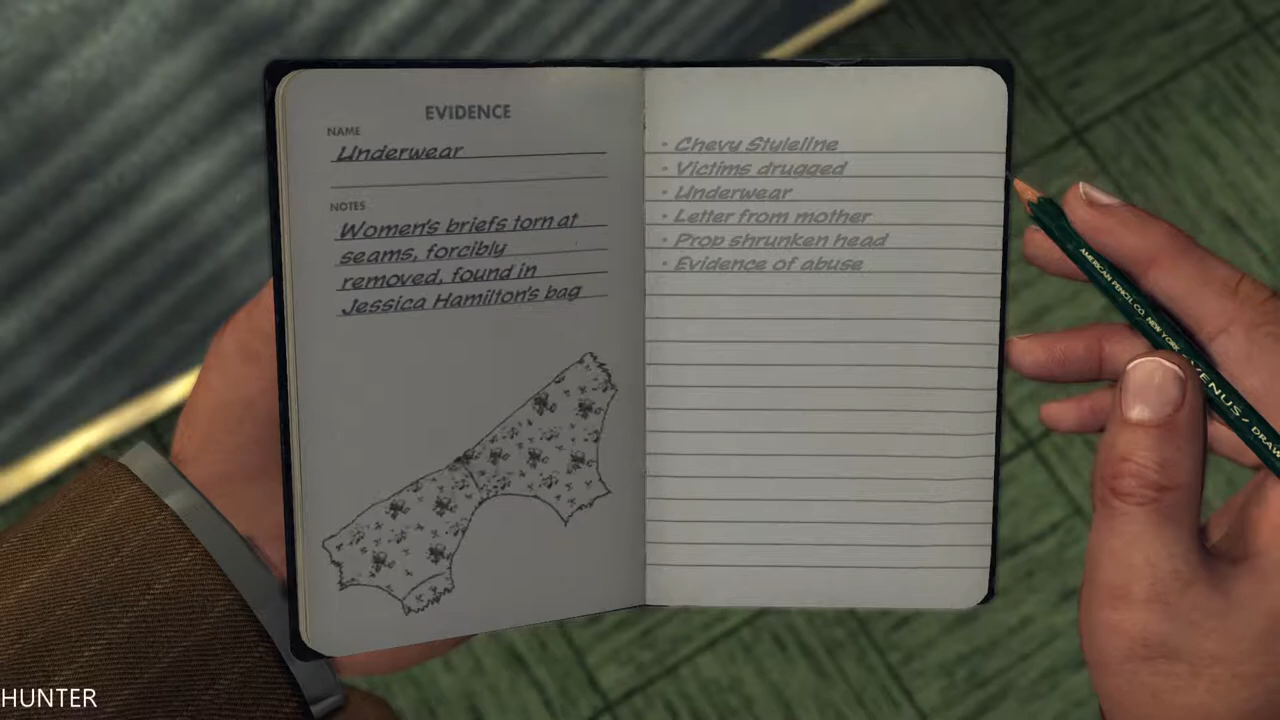 EVIDENCE
NAME
Underwear
NOTES
Women's briefs torn at
seams, forcibly
removed, found in
Jessica Hamilton's bag
• Chevy Styleline
• Victims drugged
• Underwear
• Letter from mother
• Prop shrunken head
• Evidence of abuse
AMERICAN PENCIL CO. NEW YORK VENUS DRAW
HUNTER